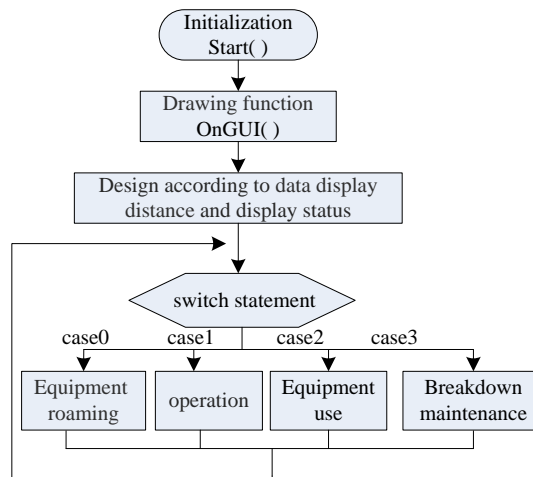 Initialization
Start( )
Drawing function
OnGUI( )
Design according to data display
distance and display status
switch statement
case0
case1
case2
case3
Equipment
roaming
operation
Equipment
use
Breakdown
maintenance